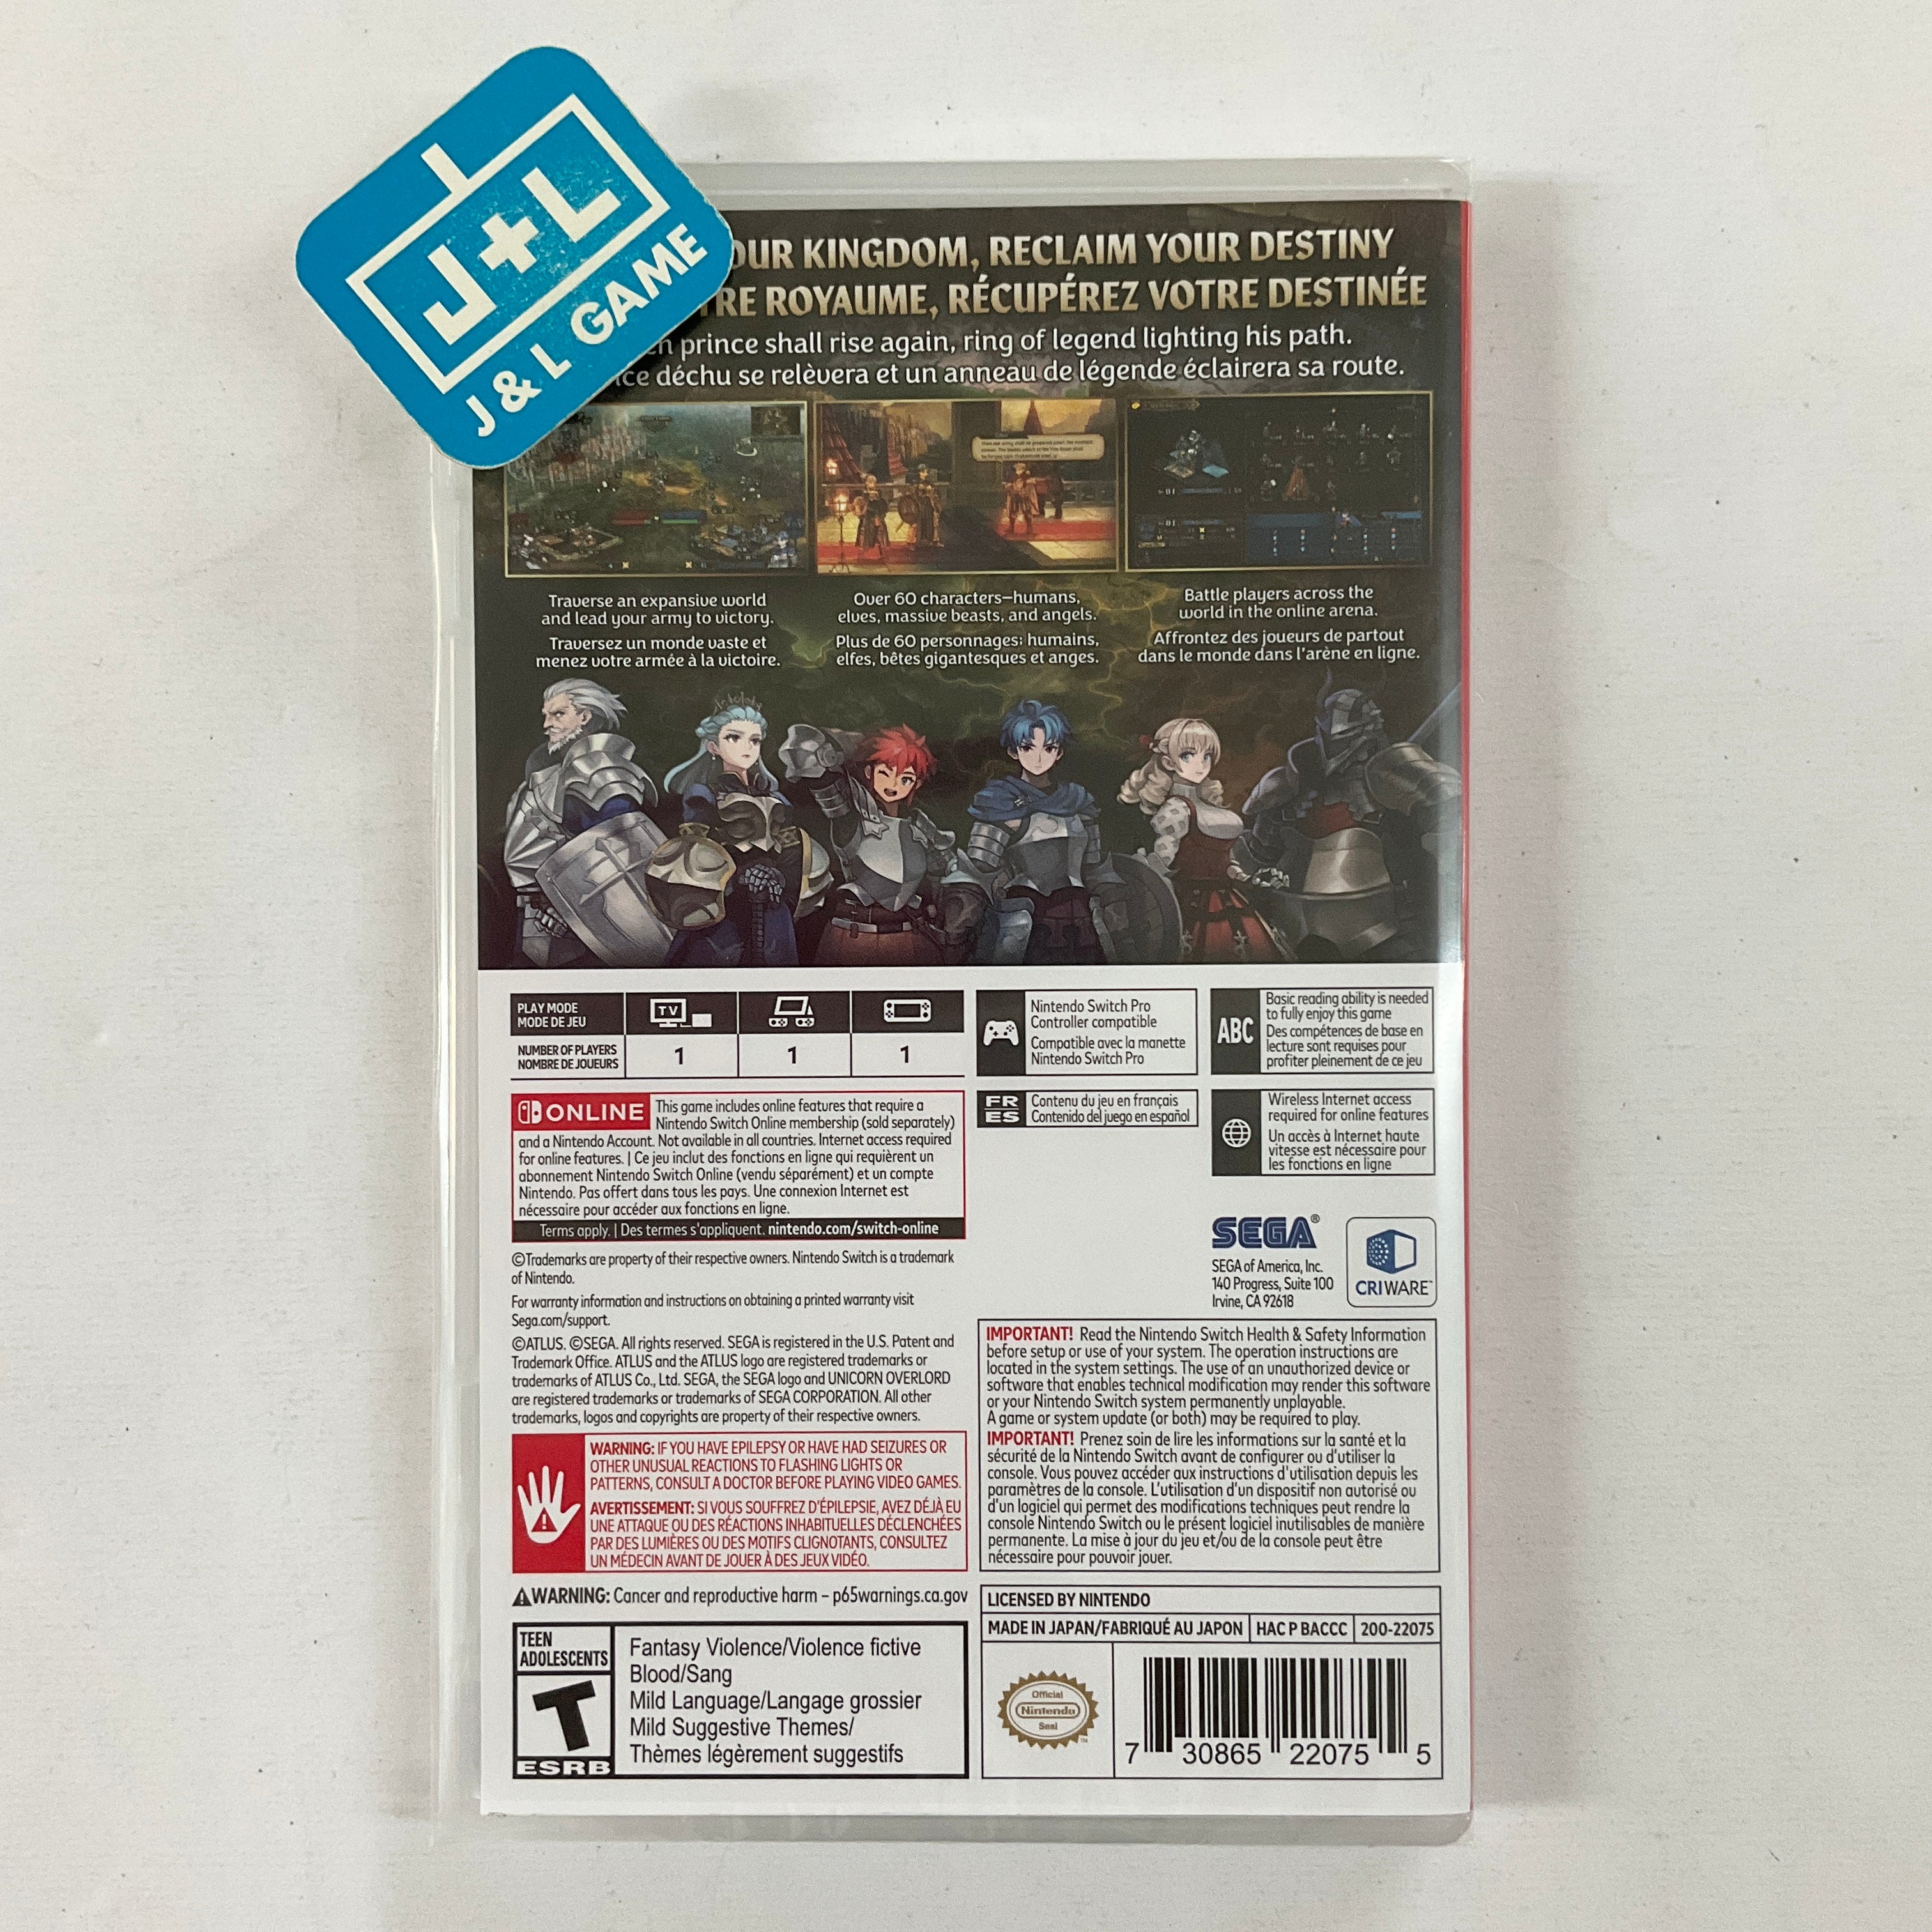 J+L
J & L GAME
OUR KINGDOM, RECLAIM YOUR DESTINY
TRE ROYAUME, RÉCUPÉREZ VOTRE DESTINÉE
prince shall rise again, ring of legend lighting his path.
déchu se relèvera et un anneau de légende éclairera sa route.
Traverse an expansive world
and lead your army to victory.
Traversez un monde vaste et
menez votre armée à la victoire.
Over 60 characters—humans,
elves, massive beasts, and angels.
Plus de 60 personnages: humains,
elfes, bêtes gigantesques et anges.
Battle players across the
world in the online arena.
Affrontez des joueurs de partout
dans le monde dans l'arène en ligne.
PLAY MODE
MODE DE JEU
TV
NUMBER OF PLAYERS
NOMBRE DE JOUEURS
1 1 1
Nintendo Switch Pro
Controller compatible
Compatible avec la manette
Nintendo Switch Pro
ABC
Basic reading ability is needed
to fully enjoy this game
Des compétences de base en
lecture sont requises pour
profiter pleinement de ce jeu
ONLINE
This game includes online features that require a
Nintendo Switch Online membership (sold separately)
and a Nintendo Account. Not available in all countries. Internet access required
for online features. | Ce jeu inclut des fonctions en ligne qui requièrent un
abonnement Nintendo Switch Online (vendu séparément) et un compte
Nintendo. Pas offert dans tous les pays. Une connexion Internet est
nécessaire pour accéder aux fonctions en ligne.
Terms apply. | Des termes s'appliquent. nintendo.com/switch-online
FR
ES
Contenu du jeu en français
Contenido del juego en español
Wireless Internet access
required for online features
Un accès à Internet haute
vitesse est nécessaire pour
les fonctions en ligne
©Trademarks are property of their respective owners. Nintendo Switch is a trademark
of Nintendo.
For warranty information and instructions on obtaining a printed warranty visit
Sega.com/support.
©ATLUS. ©SEGA. All rights reserved. SEGA is registered in the U.S. Patent and
Trademark Office. ATLUS and the ATLUS logo are registered trademarks or
trademarks of ATLUS Co., Ltd. SEGA, the SEGA logo and UNICORN OVERLORD
are registered trademarks or trademarks of SEGA CORPORATION. All other
trademarks, logos and copyrights are property of their respective owners.
SEGA®
SEGA of America, Inc.
140 Progress, Suite 100
Irvine, CA 92618
CRIWARE™
IMPORTANT! Read the Nintendo Switch Health & Safety Information
before setup or use of your system. The operation instructions are
located in the system settings. The use of an unauthorized device or
software that enables technical modification may render this software
or your Nintendo Switch system permanently unplayable.
A game or system update (or both) may be required to play.
IMPORTANT! Prenez soin de lire les informations sur la santé et la
sécurité de la Nintendo Switch avant de configurer ou d'utiliser la
console. Vous pouvez accéder aux instructions d'utilisation depuis les
paramètres de la console. L'utilisation d'un dispositif non autorisé ou
d'un logiciel qui permet des modifications techniques peut rendre la
console Nintendo Switch ou le présent logiciel inutilisables de manière
permanente. La mise à jour du jeu et/ou de la console peut être
nécessaire pour pouvoir jouer.
WARNING: IF YOU HAVE EPILEPSY OR HAVE HAD SEIZURES OR
OTHER UNUSUAL REACTIONS TO FLASHING LIGHTS OR
PATTERNS, CONSULT A DOCTOR BEFORE PLAYING VIDEO GAMES.
AVERTISSEMENT: SI VOUS SOUFFREZ D'ÉPILEPSIE, AVEZ DÉJÀ EU
UNE ATTAQUE OU DES RÉACTIONS INHABITUELLES DÉCLENCHÉES
PAR DES LUMIÈRES OU DES MOTIFS CLIGNOTANTS, CONSULTEZ
UN MÉDECIN AVANT DE JOUER À DES JEUX VIDÉO.
⚠WARNING: Cancer and reproductive harm – p65warnings.ca.gov
TEEN
ADOLESCENTS
T
ESRB
Fantasy Violence/Violence fictive
Blood/Sang
Mild Language/Langage grossier
Mild Suggestive Themes/
Thèmes légèrement suggestifs
LICENSED BY NINTENDO
MADE IN JAPAN/FABRIQUÉ AU JAPON HAC P BACCC 200-22075
Official
Nintendo
Seal
7 30865 22075 5